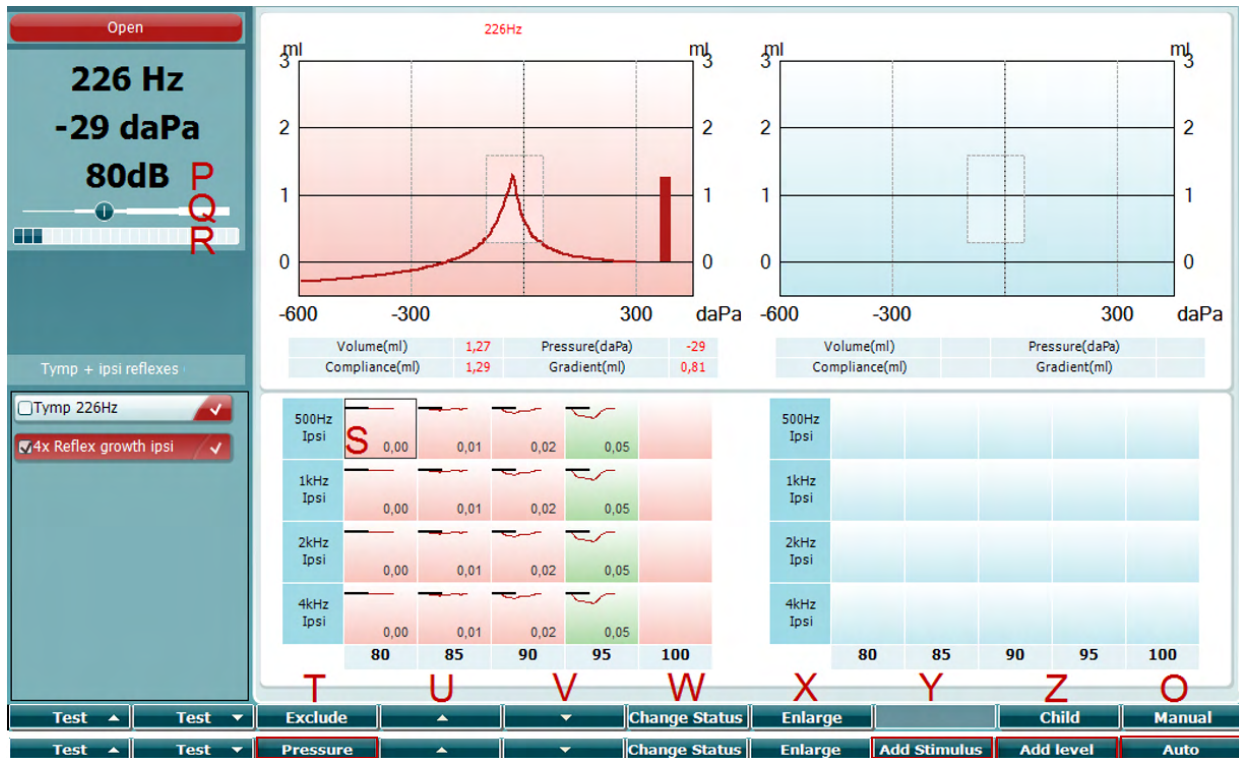 Open
226 Hz
-29 daPa
80dB P
Q
R
Tymp + ipsi reflexes
Tymp 226Hz
4x Reflex growth ipsi
226Hz
ml ml
3 3
2 2
1 1
0 0
-600 -300 300 daPa
Volume(ml) 1,27 Pressure(daPa) -29
Compliance(ml) 1,29 Gradient(ml) 0,81
ml ml
3 3
2 2
1 1
0 0
-600 -300 300 daPa
Volume(ml) Pressure(daPa)
Compliance(ml) Gradient(ml)
500Hz
Ipsi S 0,00 0,01 0,02 0,05
1kHz
Ipsi 0,00 0,01 0,02 0,05
2kHz
Ipsi 0,00 0,01 0,02 0,05
4kHz
Ipsi 0,00 0,01 0,02 0,05
80 85 90 95 100
500Hz
Ipsi
1kHz
Ipsi
2kHz
Ipsi
4kHz
Ipsi
80 85 90 95 100
T U V W X Y Z O
Test Test Exclude Change Status Enlarge Child Manual
Test Test Pressure Change Status Enlarge Add Stimulus Add level Auto